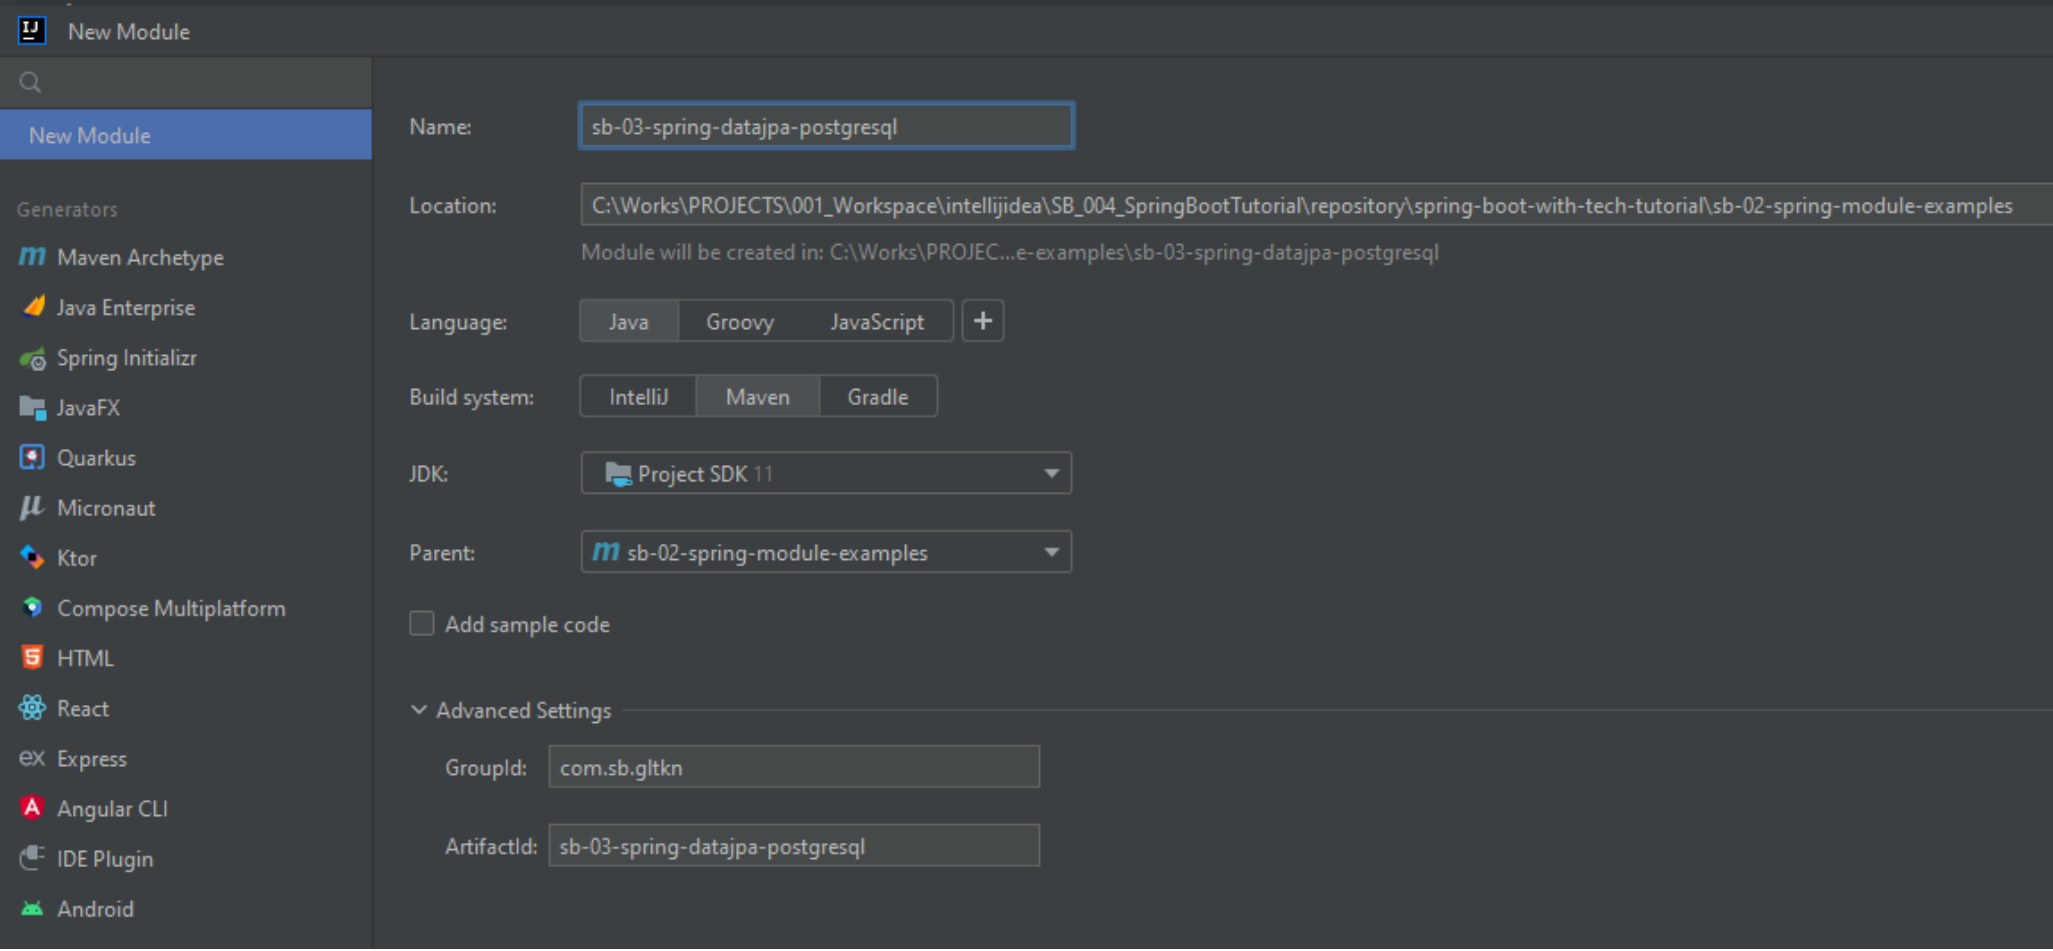 New Module
New Module
Generators
Maven Archetype
Java Enterprise
Spring Initializr
JavaFX
Quarkus
Micronaut
Ktor
Compose Multiplatform
HTML
React
Express
Angular CLI
IDE Plugin
Android
Name: sb-03-spring-datajpa-postgresql
Location: C:\Works\PROJECTS\001_Workspace\intellijidea\SB_004_SpringBootTutorial\repository\spring-boot-with-tech-tutorial\sb-02-spring-module-examples
Module will be created in: C:\Works\PROJEC...e-examples\sb-03-spring-datajpa-postgresql
Language: Java Groovy JavaScript +
Build system: IntelliJ Maven Gradle
JDK: Project SDK 11
Parent: sb-02-spring-module-examples
Add sample code
Advanced Settings
GroupId: com.sb.gltkn
ArtifactId: sb-03-spring-datajpa-postgresql